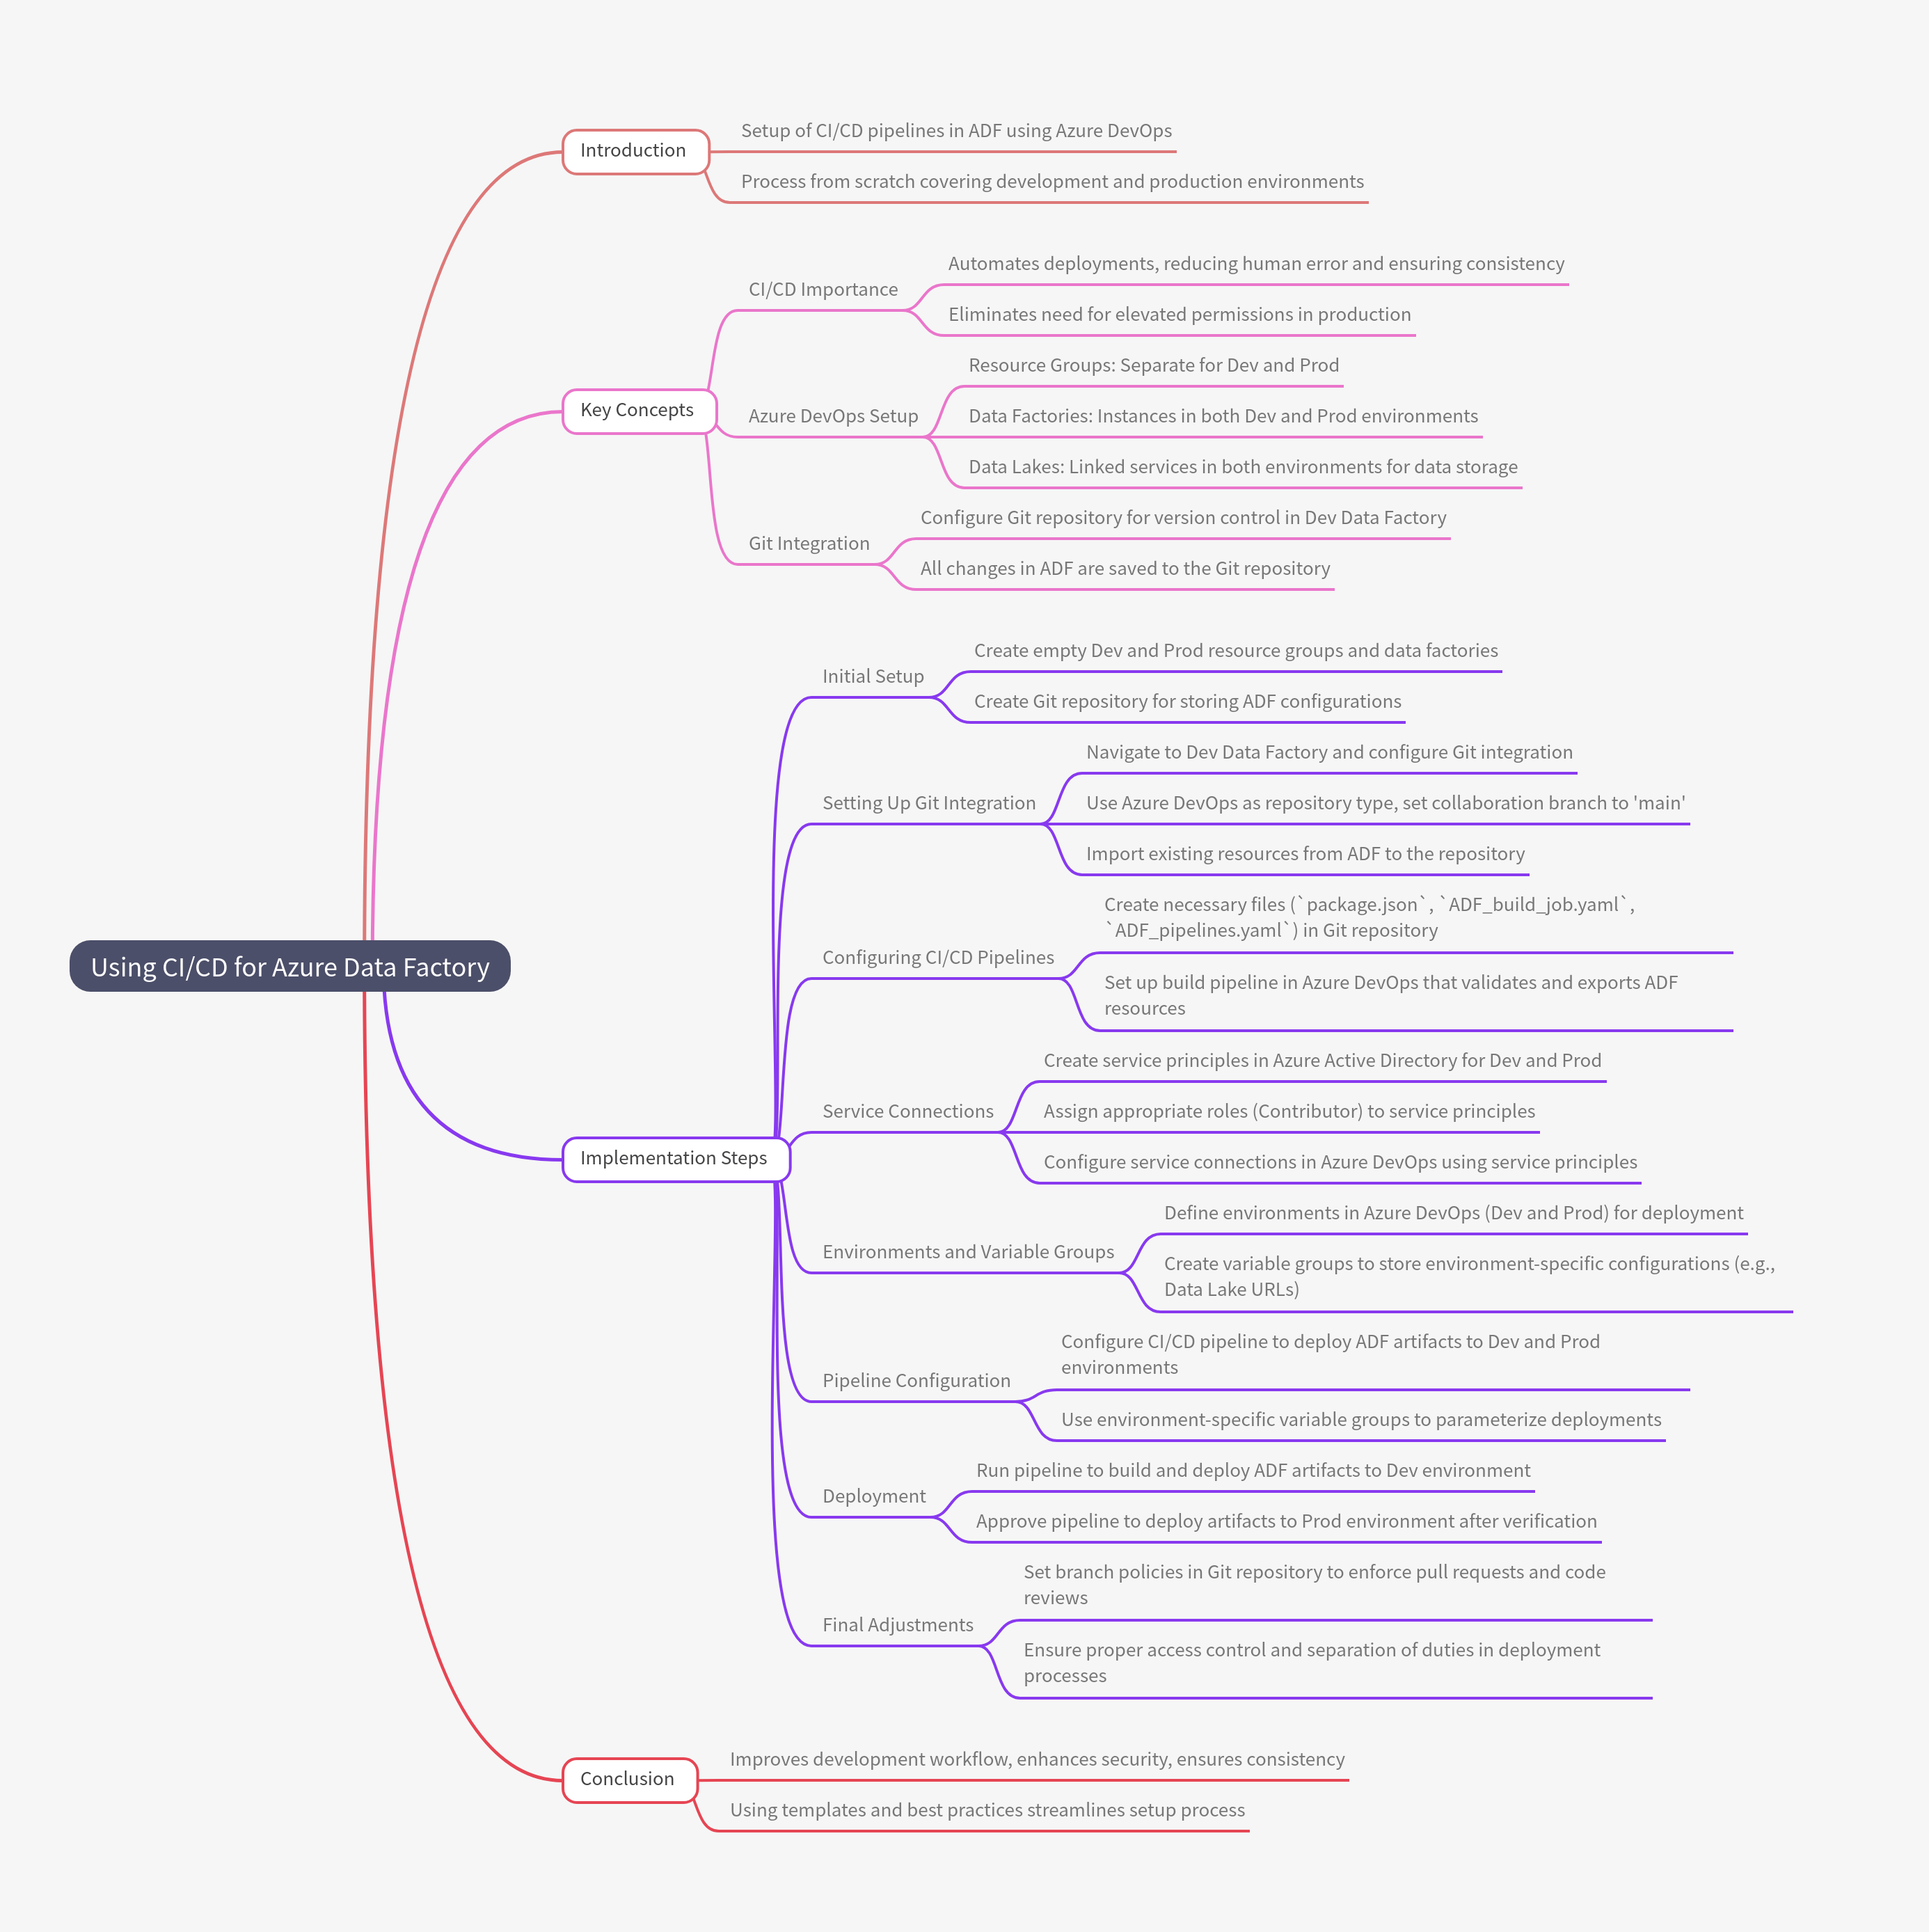 Using CI/CD for Azure Data Factory
Introduction
Setup of CI/CD pipelines in ADF using Azure DevOps
Process from scratch covering development and production environments
Key Concepts
CI/CD Importance
Automates deployments, reducing human error and ensuring consistency
Eliminates need for elevated permissions in production
Azure DevOps Setup
Resource Groups: Separate for Dev and Prod
Data Factories: Instances in both Dev and Prod environments
Data Lakes: Linked services in both environments for data storage
Git Integration
Configure Git repository for version control in Dev Data Factory
All changes in ADF are saved to the Git repository
Implementation Steps
Initial Setup
Create empty Dev and Prod resource groups and data factories
Create Git repository for storing ADF configurations
Setting Up Git Integration
Navigate to Dev Data Factory and configure Git integration
Use Azure DevOps as repository type, set collaboration branch to 'main'
Import existing resources from ADF to the repository
Configuring CI/CD Pipelines
Create necessary files (`package.json`, `ADF_build_job.yaml`,
`ADF_pipelines.yaml`) in Git repository
Set up build pipeline in Azure DevOps that validates and exports ADF
resources
Service Connections
Create service principles in Azure Active Directory for Dev and Prod
Assign appropriate roles (Contributor) to service principles
Configure service connections in Azure DevOps using service principles
Environments and Variable Groups
Define environments in Azure DevOps (Dev and Prod) for deployment
Create variable groups to store environment-specific configurations (e.g.,
Data Lake URLs)
Pipeline Configuration
Configure CI/CD pipeline to deploy ADF artifacts to Dev and Prod
environments
Use environment-specific variable groups to parameterize deployments
Deployment
Run pipeline to build and deploy ADF artifacts to Dev environment
Approve pipeline to deploy artifacts to Prod environment after verification
Final Adjustments
Set branch policies in Git repository to enforce pull requests and code
reviews
Ensure proper access control and separation of duties in deployment
processes
Conclusion
Improves development workflow, enhances security, ensures consistency
Using templates and best practices streamlines setup process